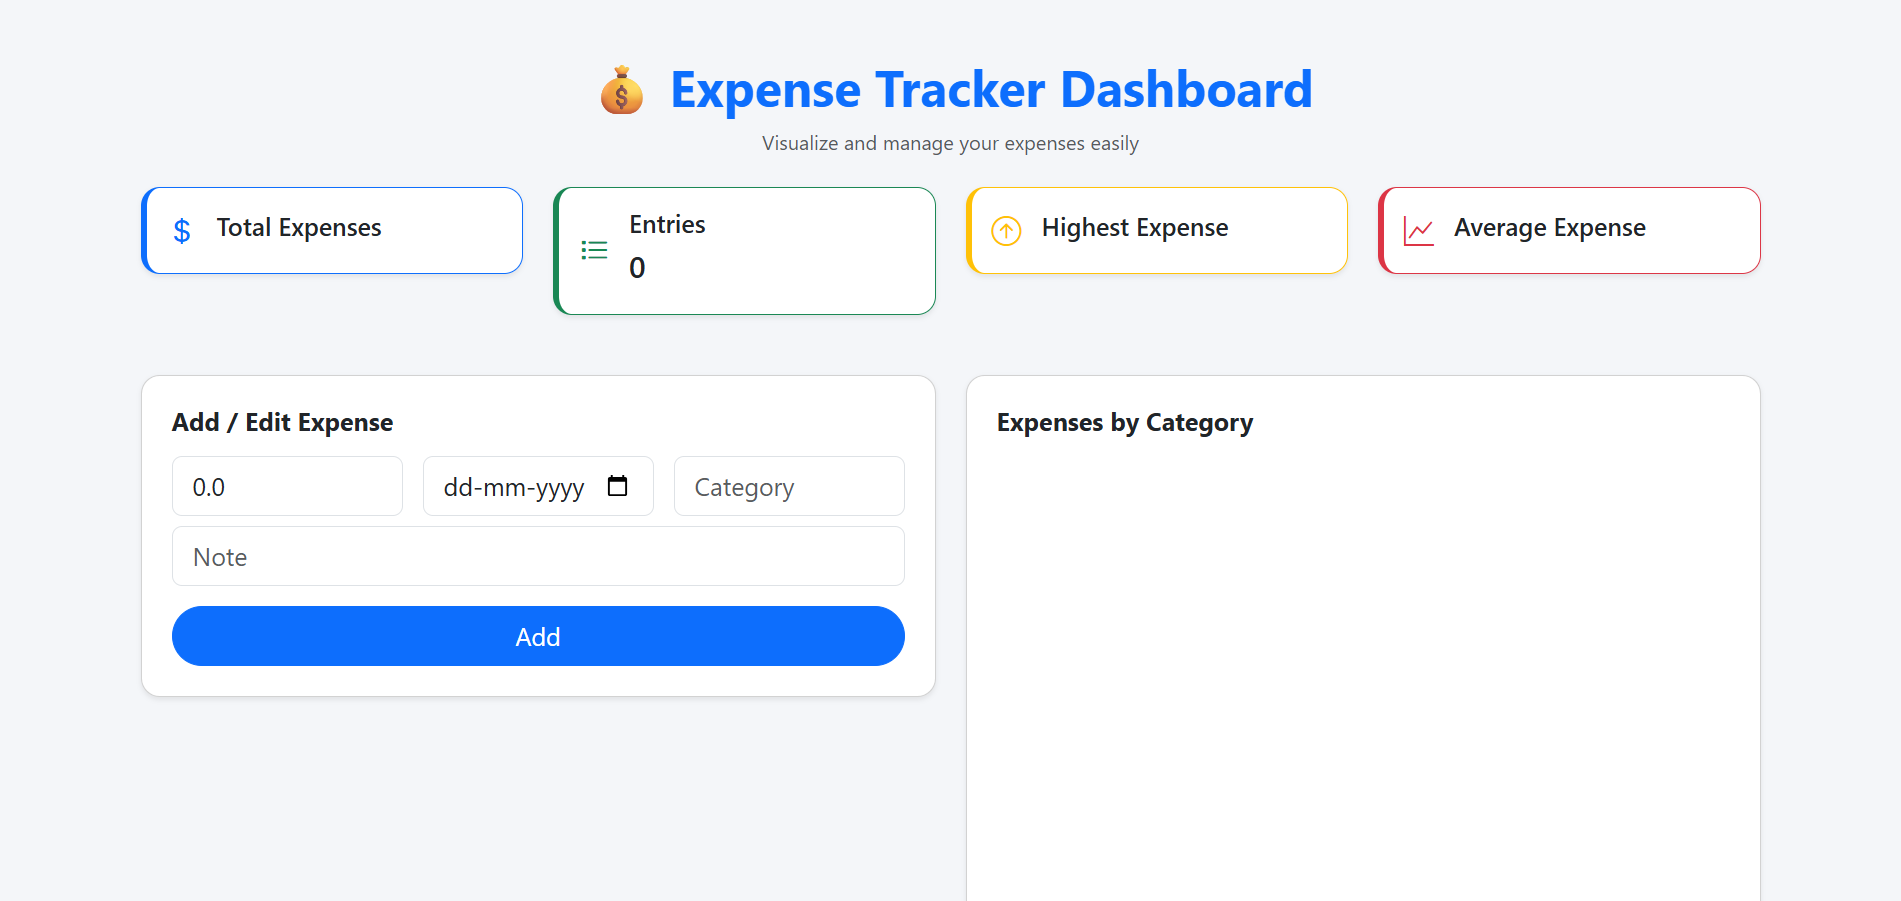 Expense Tracker Dashboard
Visualize and manage your expenses easily
$ Total Expenses
Entries
0
Highest Expense
Average Expense
Add / Edit Expense
0.0
dd-mm-yyyy
Category
Note
Add
Expenses by Category